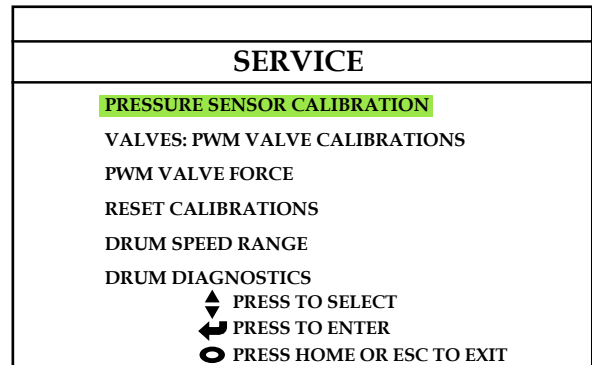 SERVICE
PRESSURE SENSOR CALIBRATION
VALVES: PWM VALVE CALIBRATIONS
PWM VALVE FORCE
RESET CALIBRATIONS
DRUM SPEED RANGE
DRUM DIAGNOSTICS
PRESS TO SELECT
PRESS TO ENTER
PRESS HOME OR ESC TO EXIT